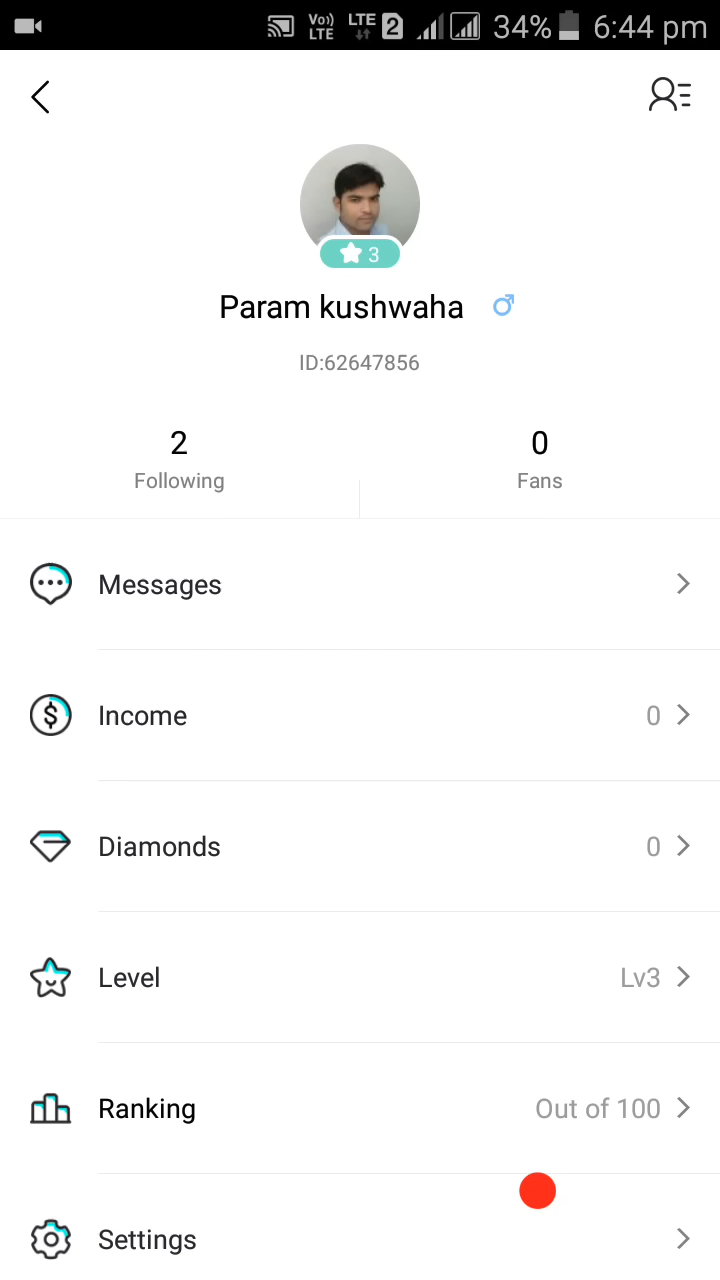 Vo)) LTE LTE 2 34% 6:44 pm
3
Param kushwaha
ID:62647856
2 0
Following Fans
Messages
Income 0
Diamonds 0
Level Lv3
Ranking Out of 100
Settings